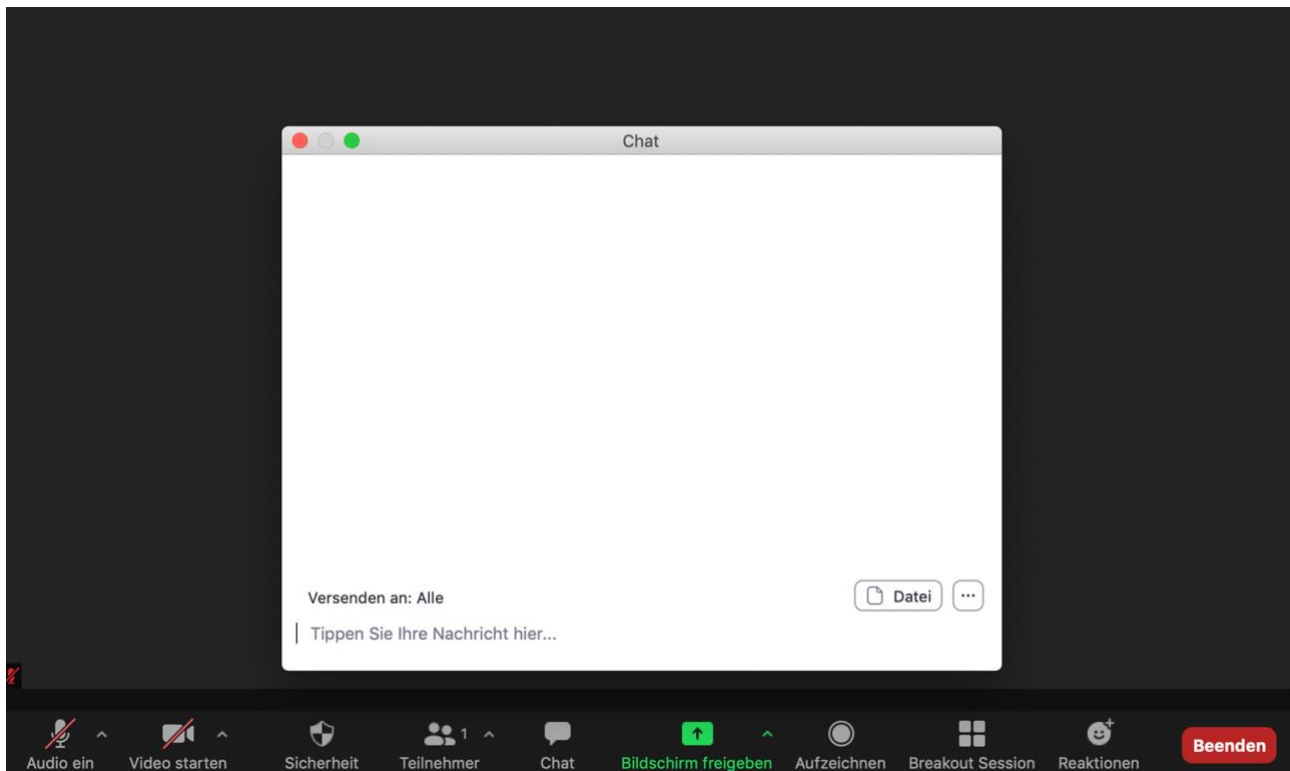 Chat
Versenden an: Alle
Datei
Tippen Sie Ihre Nachricht hier...
1
Audio ein
Video starten
Sicherheit
Teilnehmer
Chat
Bildschirm freigeben
Aufzeichnen
Breakout Session
Reaktionen
Beenden